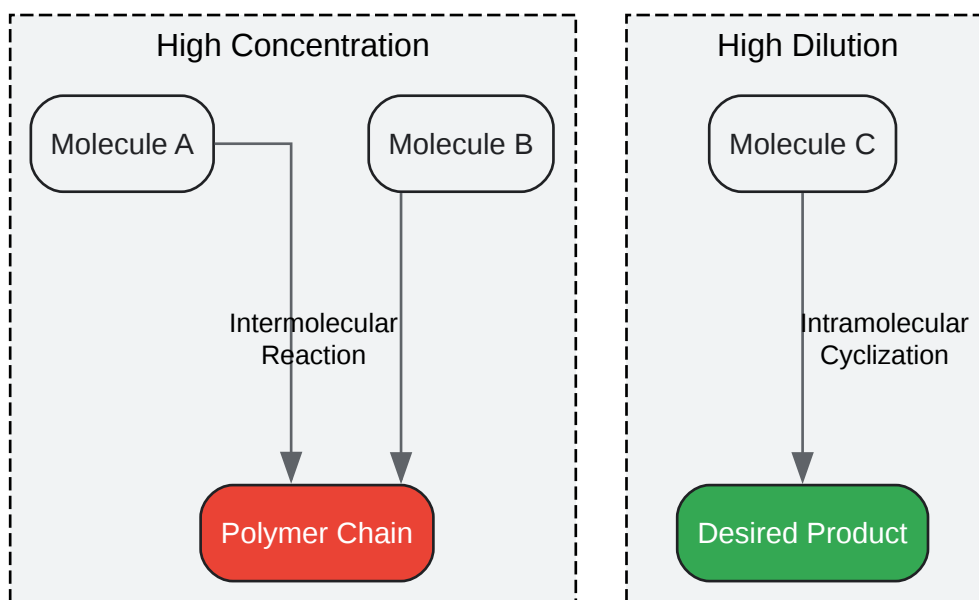 High Concentration
Molecule A
Molecule B
Intermolecular
Reaction
Polymer Chain
High Dilution
Molecule C
Intramolecular
Cyclization
Desired Product